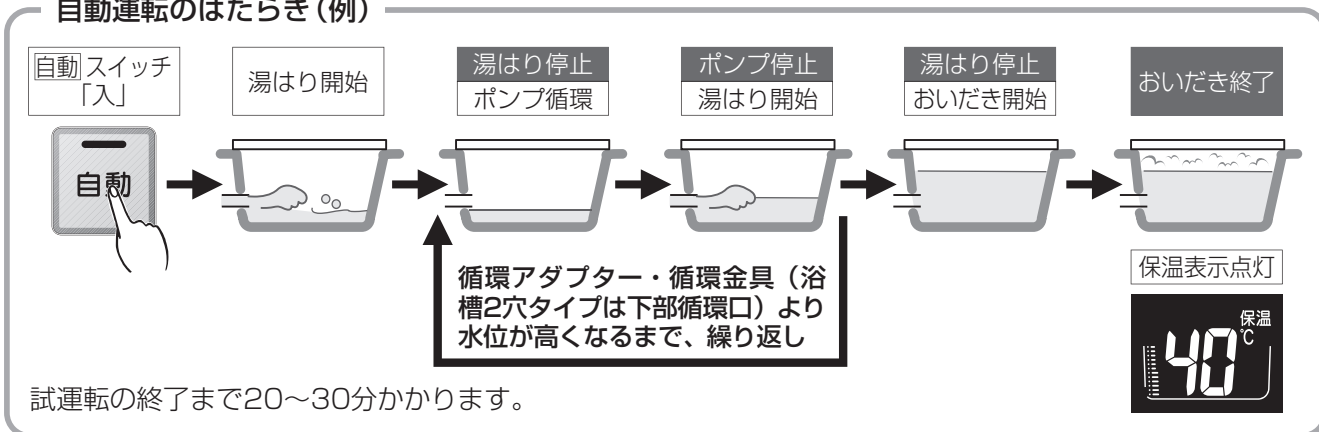 自動運転のはたらき(例)
自動スイッチ
「入」
湯はり開始
湯はり停止
ポンプ循環
ポンプ停止
湯はり開始
湯はり停止
おいだき開始
おいだき終了
自動
循環アダプター・循環金具（浴
槽2穴タイプは下部循環口）より
水位が高くなるまで、繰り返し
保温表示点灯
保温
40℃
試運転の終了まで20〜30分かかります。